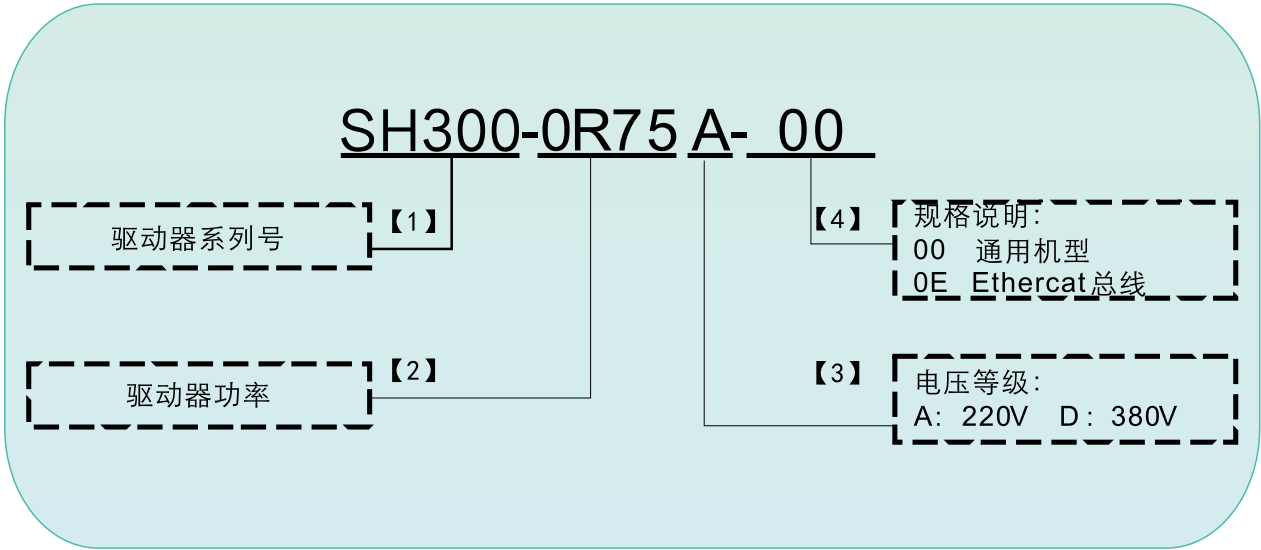 SH300-0R75 A- 00
【1】
驱动器系列号
【4】
规格说明:
00 通用机型
0E Ethercat总线
【2】
驱动器功率
【3】
电压等级:
A: 220V D: 380V